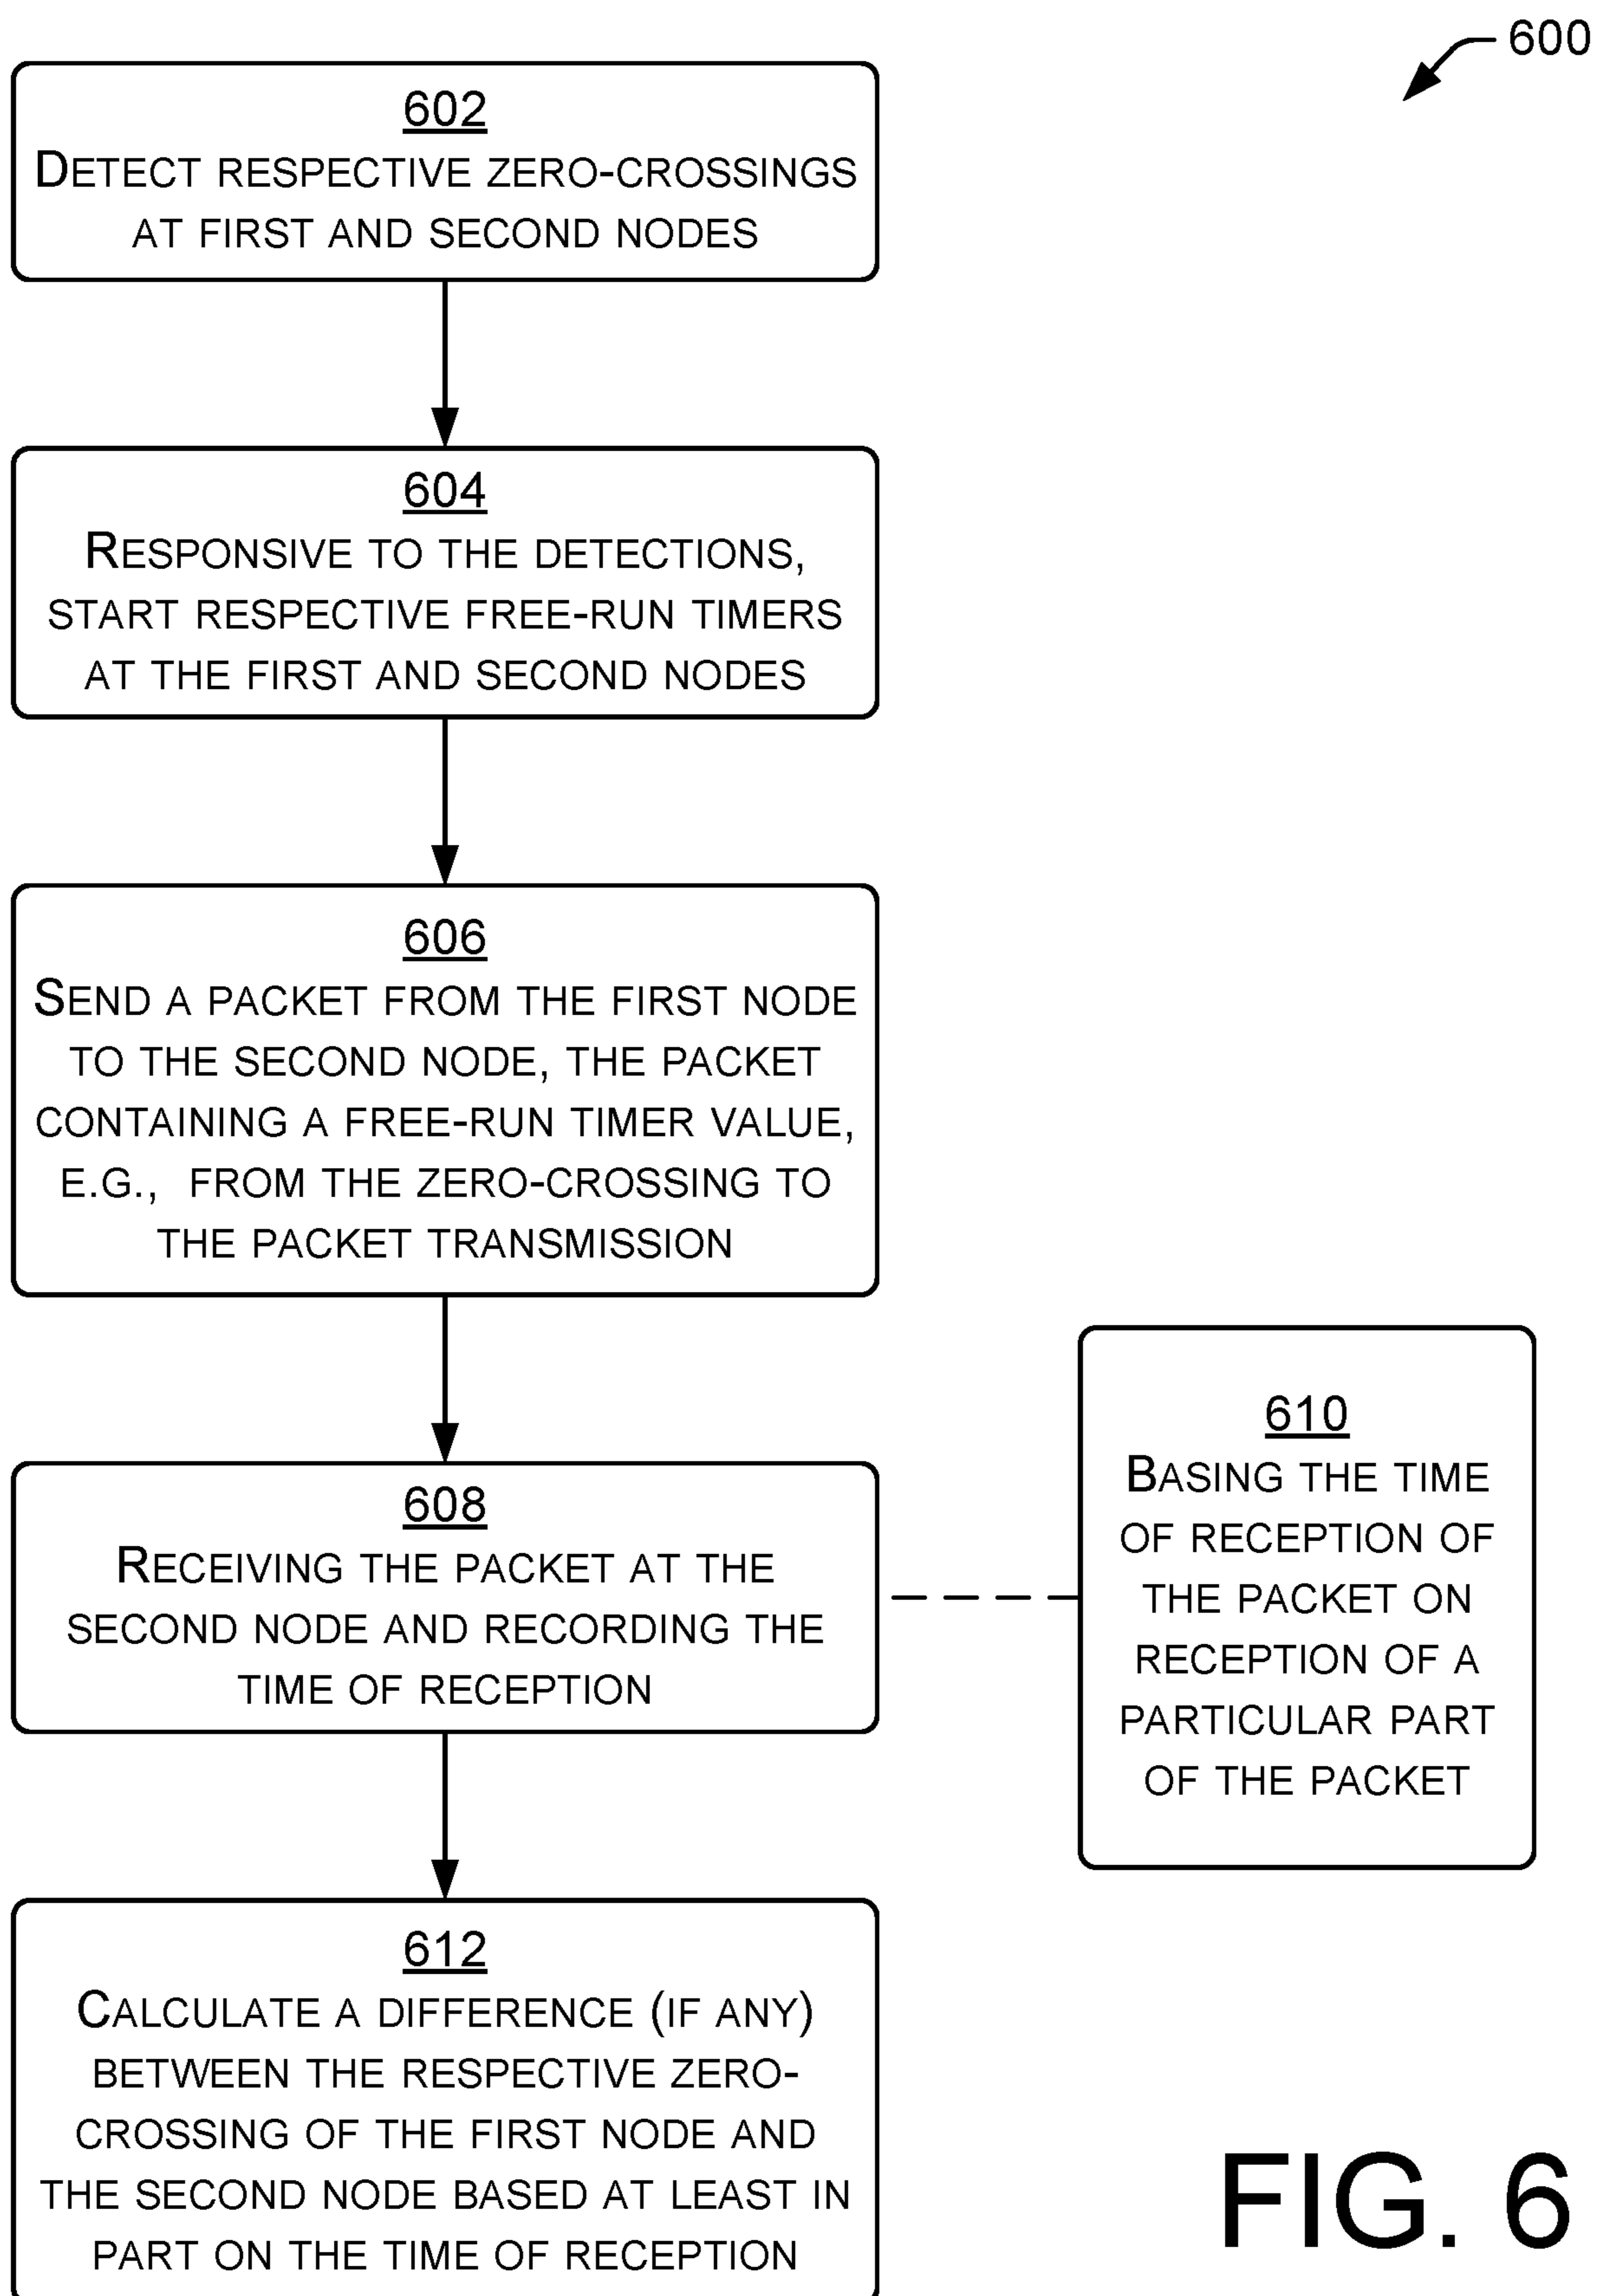 600
602
DETECT RESPECTIVE ZERO-CROSSINGS
AT FIRST AND SECOND NODES
604
RESPONSIVE TO THE DETECTIONS,
START RESPECTIVE FREE-RUN TIMERS
AT THE FIRST AND SECOND NODES
606
SEND A PACKET FROM THE FIRST NODE
TO THE SECOND NODE, THE PACKET
CONTAINING A FREE-RUN TIMER VALUE,
E.G., FROM THE ZERO-CROSSING TO
THE PACKET TRANSMISSION
608
RECEIVING THE PACKET AT THE
SECOND NODE AND RECORDING THE
TIME OF RECEPTION
610
BASING THE TIME
OF RECEPTION OF
THE PACKET ON
RECEPTION OF A
PARTICULAR PART
OF THE PACKET
612
CALCULATE A DIFFERENCE (IF ANY)
BETWEEN THE RESPECTIVE ZERO-
CROSSING OF THE FIRST NODE AND
THE SECOND NODE BASED AT LEAST IN
PART ON THE TIME OF RECEPTION
FIG. 6